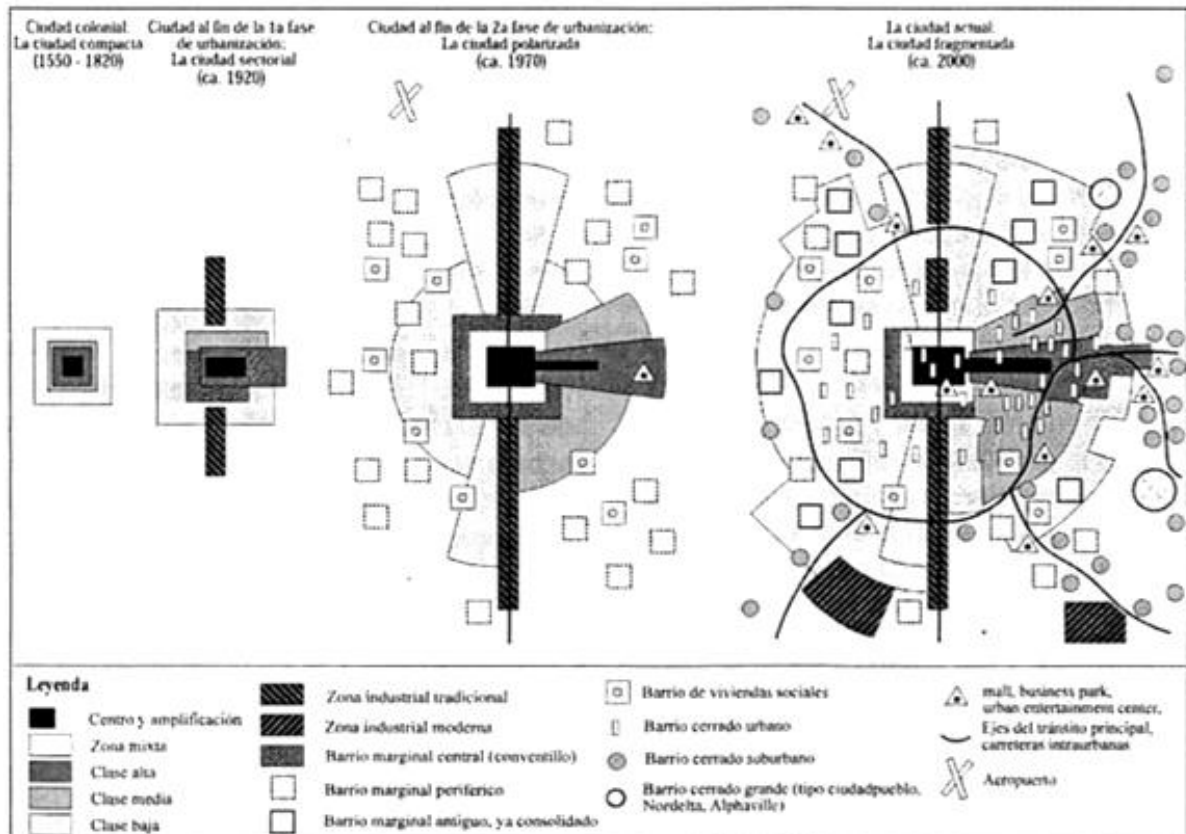 Ciudad colonial:
La ciudad compacta
(1550 - 1820)
Ciudad al fin de la 1a fase
de urbanización:
La ciudad sectorial
(ca. 1920)
Ciudad al fin de la 2a fase de urbanización:
La ciudad polarizada
(ca. 1970)
La ciudad actual:
La ciudad fragmentada
(ca. 2000)
Leyenda
Centro y amplificación
Zona mixta
Clase alta
Clase media
Clase baja
Zona industrial tradicional
Zona industrial moderna
Barrio marginal central (conventillo)
Barrio marginal periférico
Barrio marginal antiguo, ya consolidado
Barrio de viviendas sociales
Barrio cerrado urbano
Barrio cerrado suburbano
Barrio cerrado grande (tipo ciudadpueblo,
Nordelta, Alphaville)
mall, business park,
urban entertainment center,
Ejes del tránsito principal,
carreteras intraurbanas
Aeropuerto